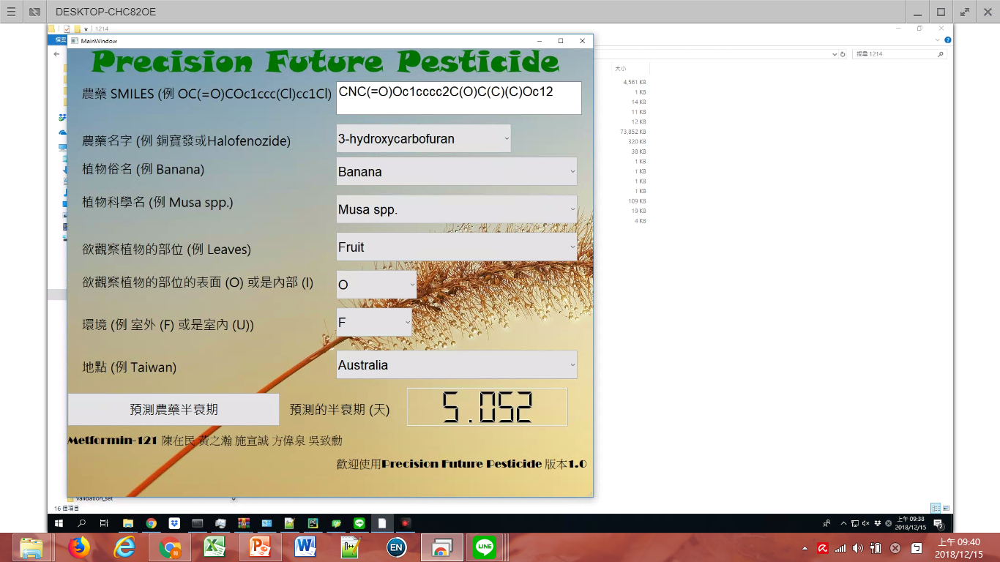 DESKTOP-CHC82OE
1214
檔案
MainWindow
搜尋 1214
Precision Future Pesticide
大小
農藥 SMILES (例 OC(=O)COc1ccc(Cl)cc1Cl)
CNC(=O)Oc1cccc2C(O)C(C)(C)Oc12
4,561 KB
1 KB
14 KB
11 KB
12 KB
農藥名字 (例 銅寶發或Halofenozide)
3-hydroxycarbofuran
73,852 KB
320 KB
38 KB
植物俗名 (例 Banana)
Banana
1 KB
1 KB
1 KB
1 KB
植物科學名 (例 Musa spp.)
Musa spp.
109 KB
19 KB
4 KB
欲觀察植物的部位 (例 Leaves)
Fruit
欲觀察植物的部位的表面 (O) 或是內部 (I)
O
環境 (例 室外 (F) 或是室內 (U))
F
地點 (例 Taiwan)
Australia
預測農藥半衰期
預測的半衰期 (天)
5.052
Metformin-121 陳在民 黃之瀚 施宣誠 方偉泉 吳致勳
歡迎使用Precision Future Pesticide 版本1.0
validation_set
16 個項目
上午 09:38
2018/12/15
2
EN
LINE
上午 09:40
2018/12/15